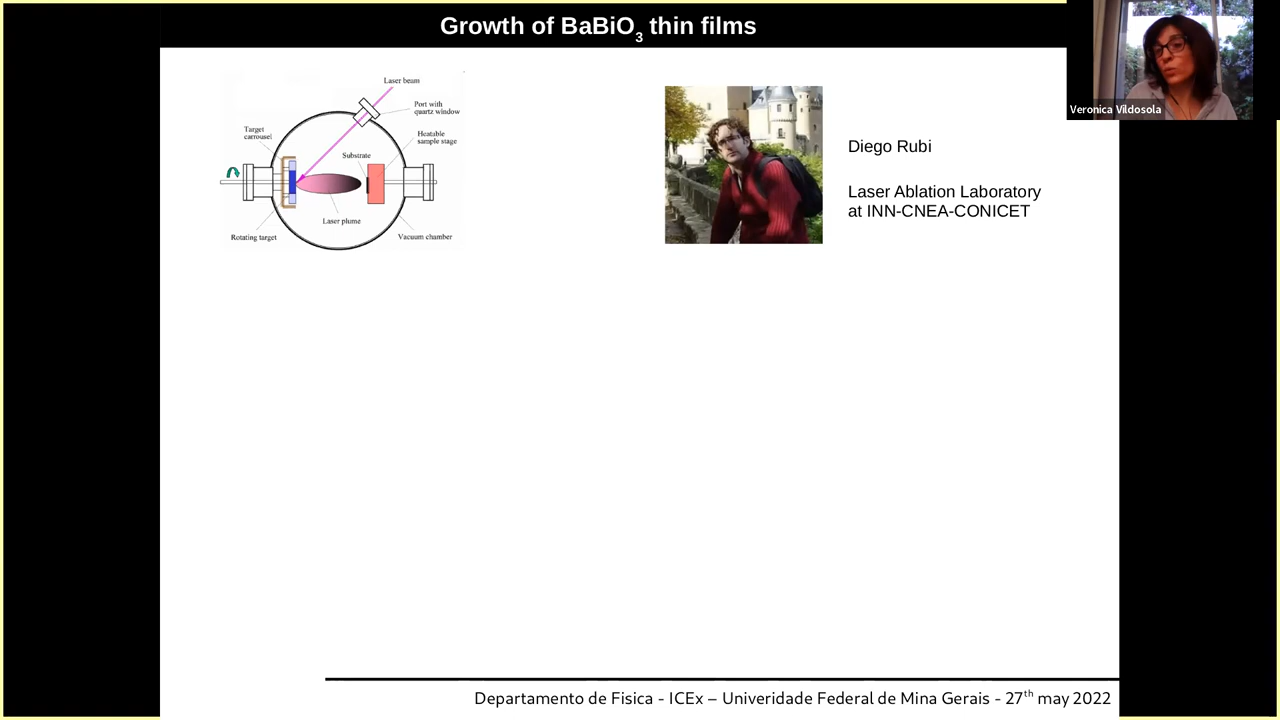 Growth of BaBiO3 thin films
Veronica Vildosola
Laser beam
Port with
quartz window
Target
carrousel
Heatable
sample stage
Substrate
Laser plume
Rotating target
Vacuum chamber
Diego Rubi
Laser Ablation Laboratory
at INN-CNEA-CONICET
Departamento de Fisica - ICEx – Univeridade Federal de Mina Gerais - 27th may 2022